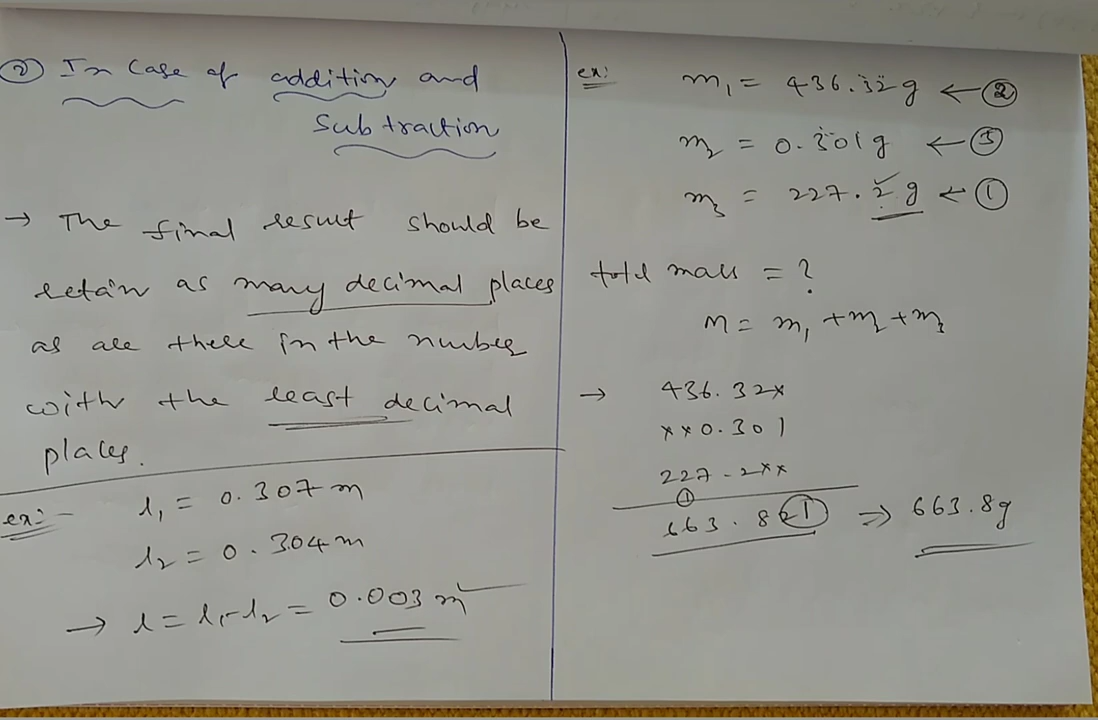 ② In Case of addition and
Subtraction
→ The final result should be
retain as many decimal places
as are there in the number
with the least decimal
places.
ex:- l₁ = 0.307 m
l₂ = 0.304 m
→ l = l₁-l₂ = 0.003 m
ex: m₁ = 436.32g ← ②
m₂ = 0.301g ← ③
m₃ = 227.2g ← ①
total mass = ?
M = m₁ + m₂ + m₃
→ 436.32x
xx0.301
227.2xx
①
663.821 ⇒ 663.8g